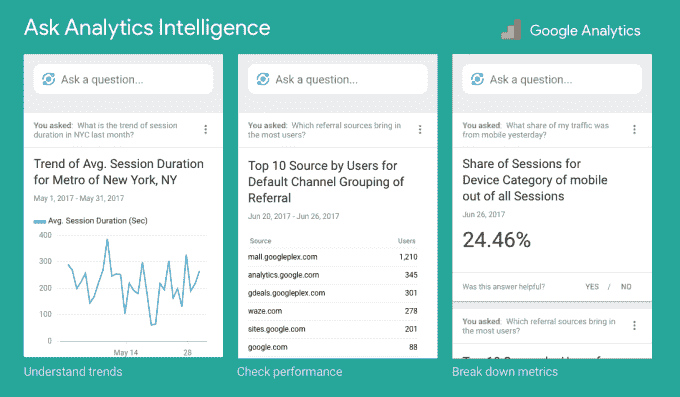 Ask Analytics Intelligence
Google Analytics
Ask a question...
You asked: What is the trend of session
duration in NYC last month?
Trend of Avg. Session Duration
for Metro of New York, NY
May 1, 2017 - May 31, 2017
Avg. Session Duration (Sec)
400
300
200
100
0
May 14
28
Understand trends
Ask a question...
You asked: Which referral sources bring in
the most users?
Top 10 Source by Users for
Default Channel Grouping of
Referral
Jun 20, 2017 - Jun 26, 2017
Source Users
mall.googleplex.com 1,210
analytics.google.com 345
gdeals.googleplex.com 301
waze.com 278
sites.google.com 201
google.com 88
Check performance
Ask a question...
You asked: What share of my traffic was
from mobile yesterday?
Share of Sessions for
Device Category of mobile
out of all Sessions
Jun 26, 2017
24.46%
Was this answer helpful? YES / NO
You asked: Which referral sources bring in
the most users?
Break down metrics